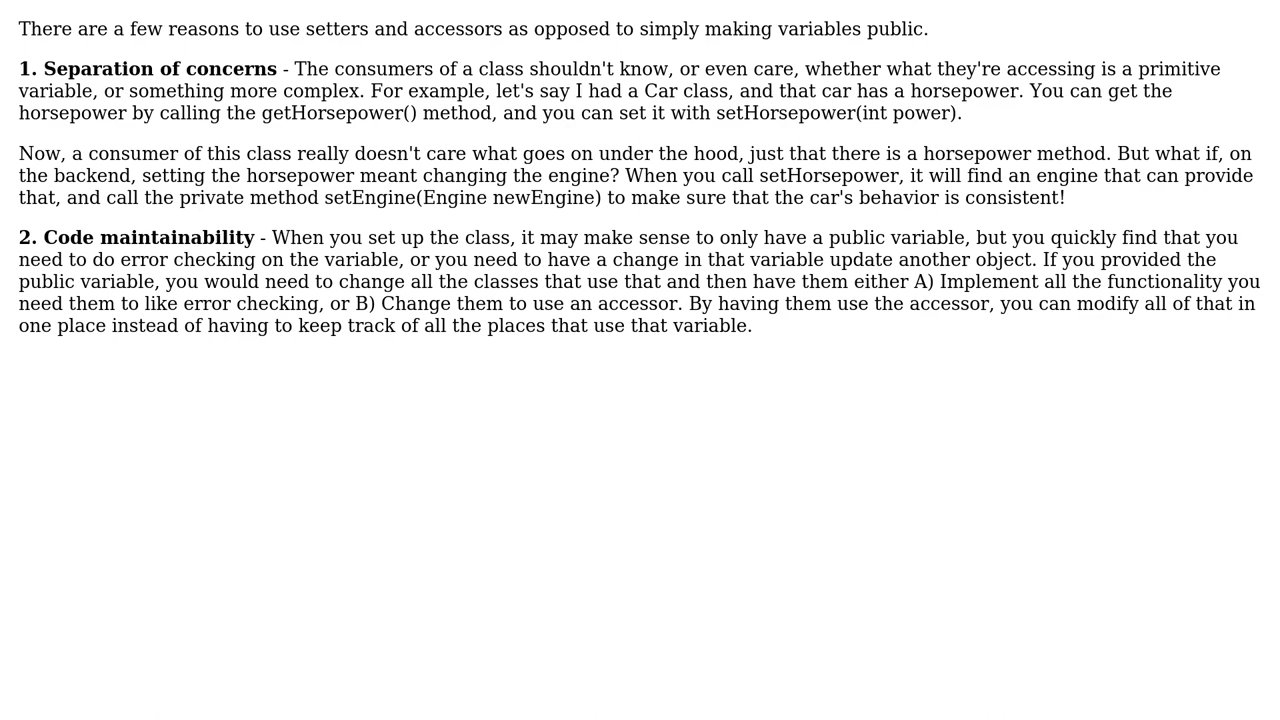 There are a few reasons to use setters and accessors as opposed to simply making variables public.
1. Separation of concerns - The consumers of a class shouldn't know, or even care, whether what they're accessing is a primitive
variable, or something more complex. For example, let's say I had a Car class, and that car has a horsepower. You can get the
horsepower by calling the getHorsepower() method, and you can set it with setHorsepower(int power).
Now, a consumer of this class really doesn't care what goes on under the hood, just that there is a horsepower method. But what if, on
the backend, setting the horsepower meant changing the engine? When you call setHorsepower, it will find an engine that can provide
that, and call the private method setEngine(Engine newEngine) to make sure that the car's behavior is consistent!
2. Code maintainability - When you set up the class, it may make sense to only have a public variable, but you quickly find that you
need to do error checking on the variable, or you need to have a change in that variable update another object. If you provided the
public variable, you would need to change all the classes that use that and then have them either A) Implement all the functionality you
need them to like error checking, or B) Change them to use an accessor. By having them use the accessor, you can modify all of that in
one place instead of having to keep track of all the places that use that variable.